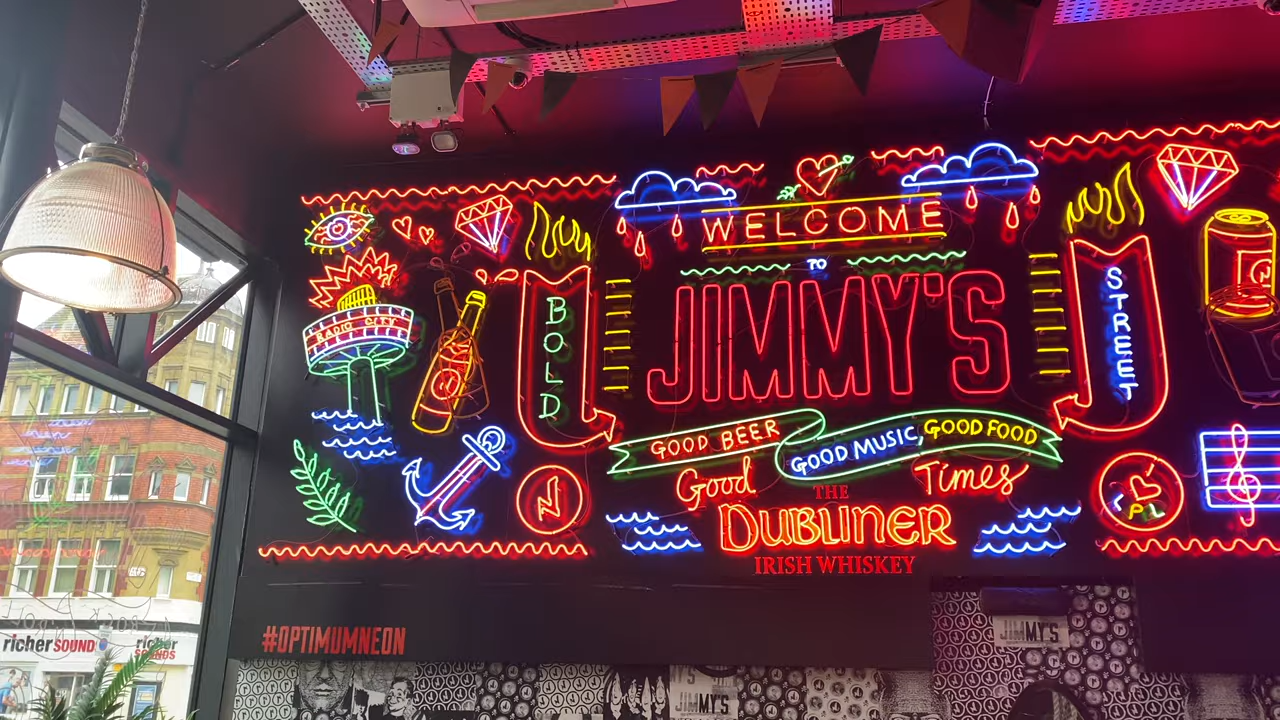 WELCOME
TO
JIMMY'S
BOLD
STREET
RADIO CITY
GOOD BEER
GOOD MUSIC, GOOD FOOD
Good Times
THE
DUBLINER
IRISH WHISKEY
LPL
#OPTIMUMNEON
JIMMY'S
JIMMY'S
richer SOUNDS
richer
SOUNDS